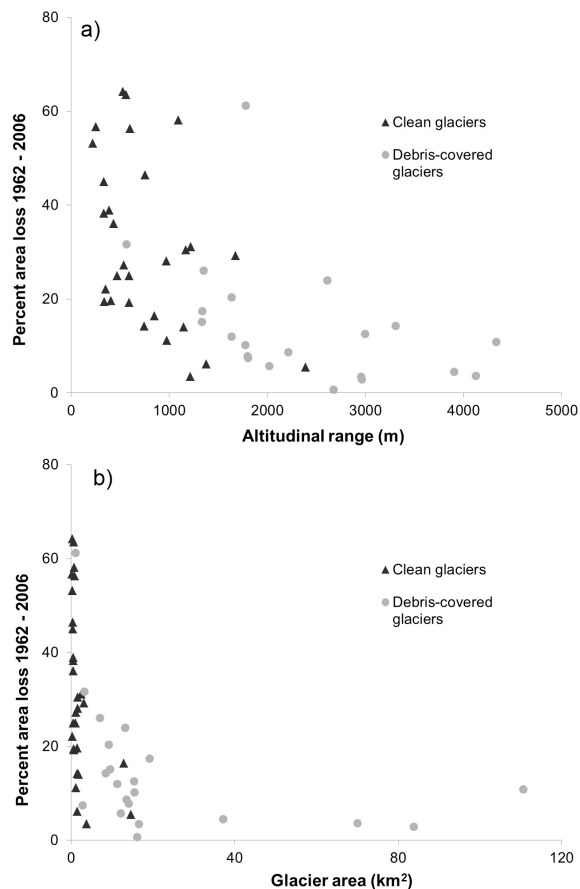 a)
80
60
40
20
0
Percent area loss 1962 - 2006
Clean glaciers
Debris-covered
glaciers
0 1000 2000 3000 4000 5000
Altitudinal range (m)
b)
80
60
40
20
0
Percent area loss 1962 - 2006
Clean glaciers
Debris-covered
glaciers
0 40 80 120
Glacier area (km²)